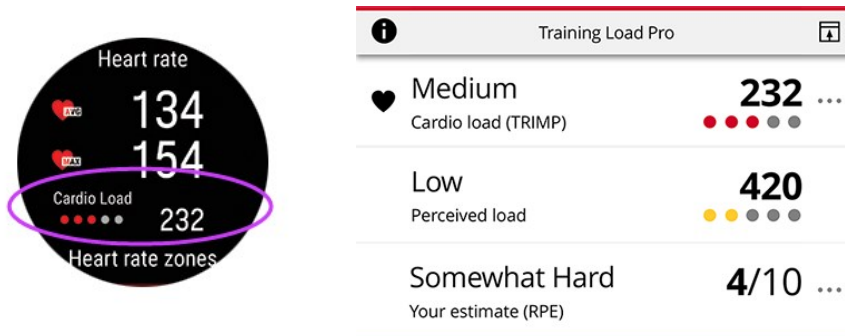 Heart rate
AVG 134
MAX 154
Cardio Load
232
Heart rate zones
Training Load Pro
Medium 232
Cardio load (TRIMP)
Low 420
Perceived load
Somewhat Hard 4/10
Your estimate (RPE)